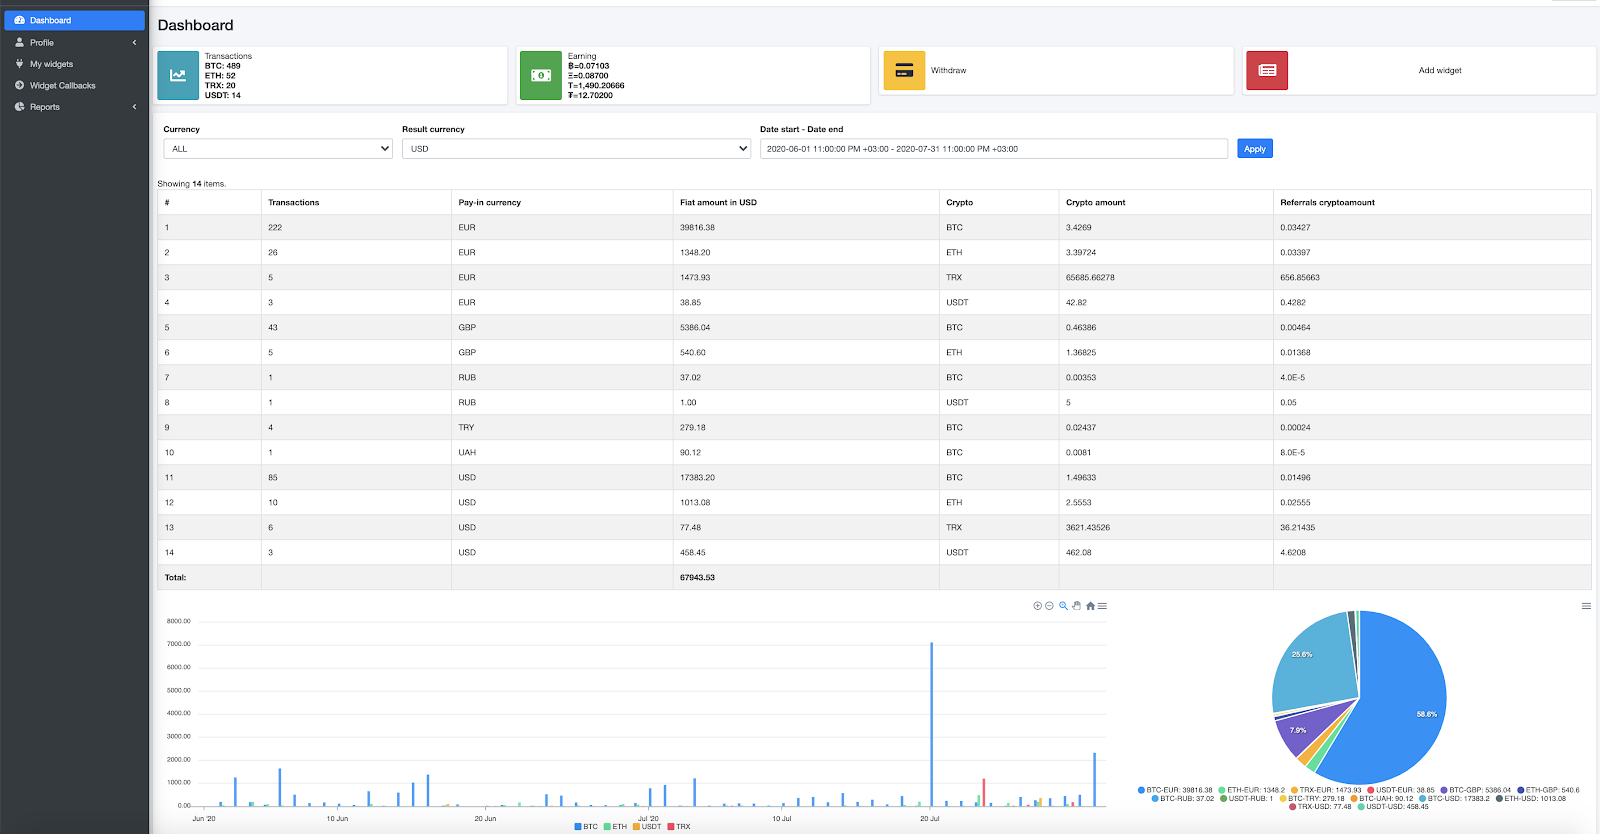 Dashboard
Profile
My widgets
Widget Callbacks
Reports
Dashboard
Transactions
BTC: 489
ETH: 52
TRX: 20
USDT: 14
Earning
฿=0.07103
Ξ=0.08700
T=1,490.20666
₮=12.70200
Withdraw
Add widget
Currency
Result currency
Date start - Date end
ALL
USD
2020-06-01 11:00:00 PM +03:00 - 2020-07-31 11:00:00 PM +03:00
Apply
Showing 14 items.
# Transactions Pay-in currency Fiat amount in USD Crypto Crypto amount Referrals cryptoamount
1 222 EUR 39816.38 BTC 3.4269 0.03427
2 26 EUR 1348.20 ETH 3.39724 0.03397
3 5 EUR 1473.93 TRX 65685.66278 656.85663
4 3 EUR 38.85 USDT 42.82 0.4282
5 43 GBP 5386.04 BTC 0.46386 0.00464
6 5 GBP 540.60 ETH 1.36825 0.01368
7 1 RUB 37.02 BTC 0.00353 4.0E-5
8 1 RUB 1.00 USDT 5 0.05
9 4 TRY 279.18 BTC 0.02437 0.00024
10 1 UAH 90.12 BTC 0.0081 8.0E-5
11 85 USD 17383.20 BTC 1.49633 0.01496
12 10 USD 1013.08 ETH 2.5553 0.02555
13 6 USD 77.48 TRX 3621.43526 36.21435
14 3 USD 458.45 USDT 462.08 4.6208
Total: 67943.53
8000.00
7000.00
6000.00
5000.00
4000.00
3000.00
2000.00
1000.00
0.00
Jun '20 10 Jun 20 Jun Jul '20 10 Jul 20 Jul
BTC ETH USDT TRX
25.6%
58.6%
7.9%
BTC-EUR: 39816.38 ETH-EUR: 1348.2 TRX-EUR: 1473.93 USDT-EUR: 38.85 BTC-GBP: 5386.04 ETH-GBP: 540.6
BTC-RUB: 37.02 USDT-RUB: 1 BTC-TRY: 279.18 BTC-UAH: 90.12 BTC-USD: 17383.2 ETH-USD: 1013.08
TRX-USD: 77.48 USDT-USD: 458.45